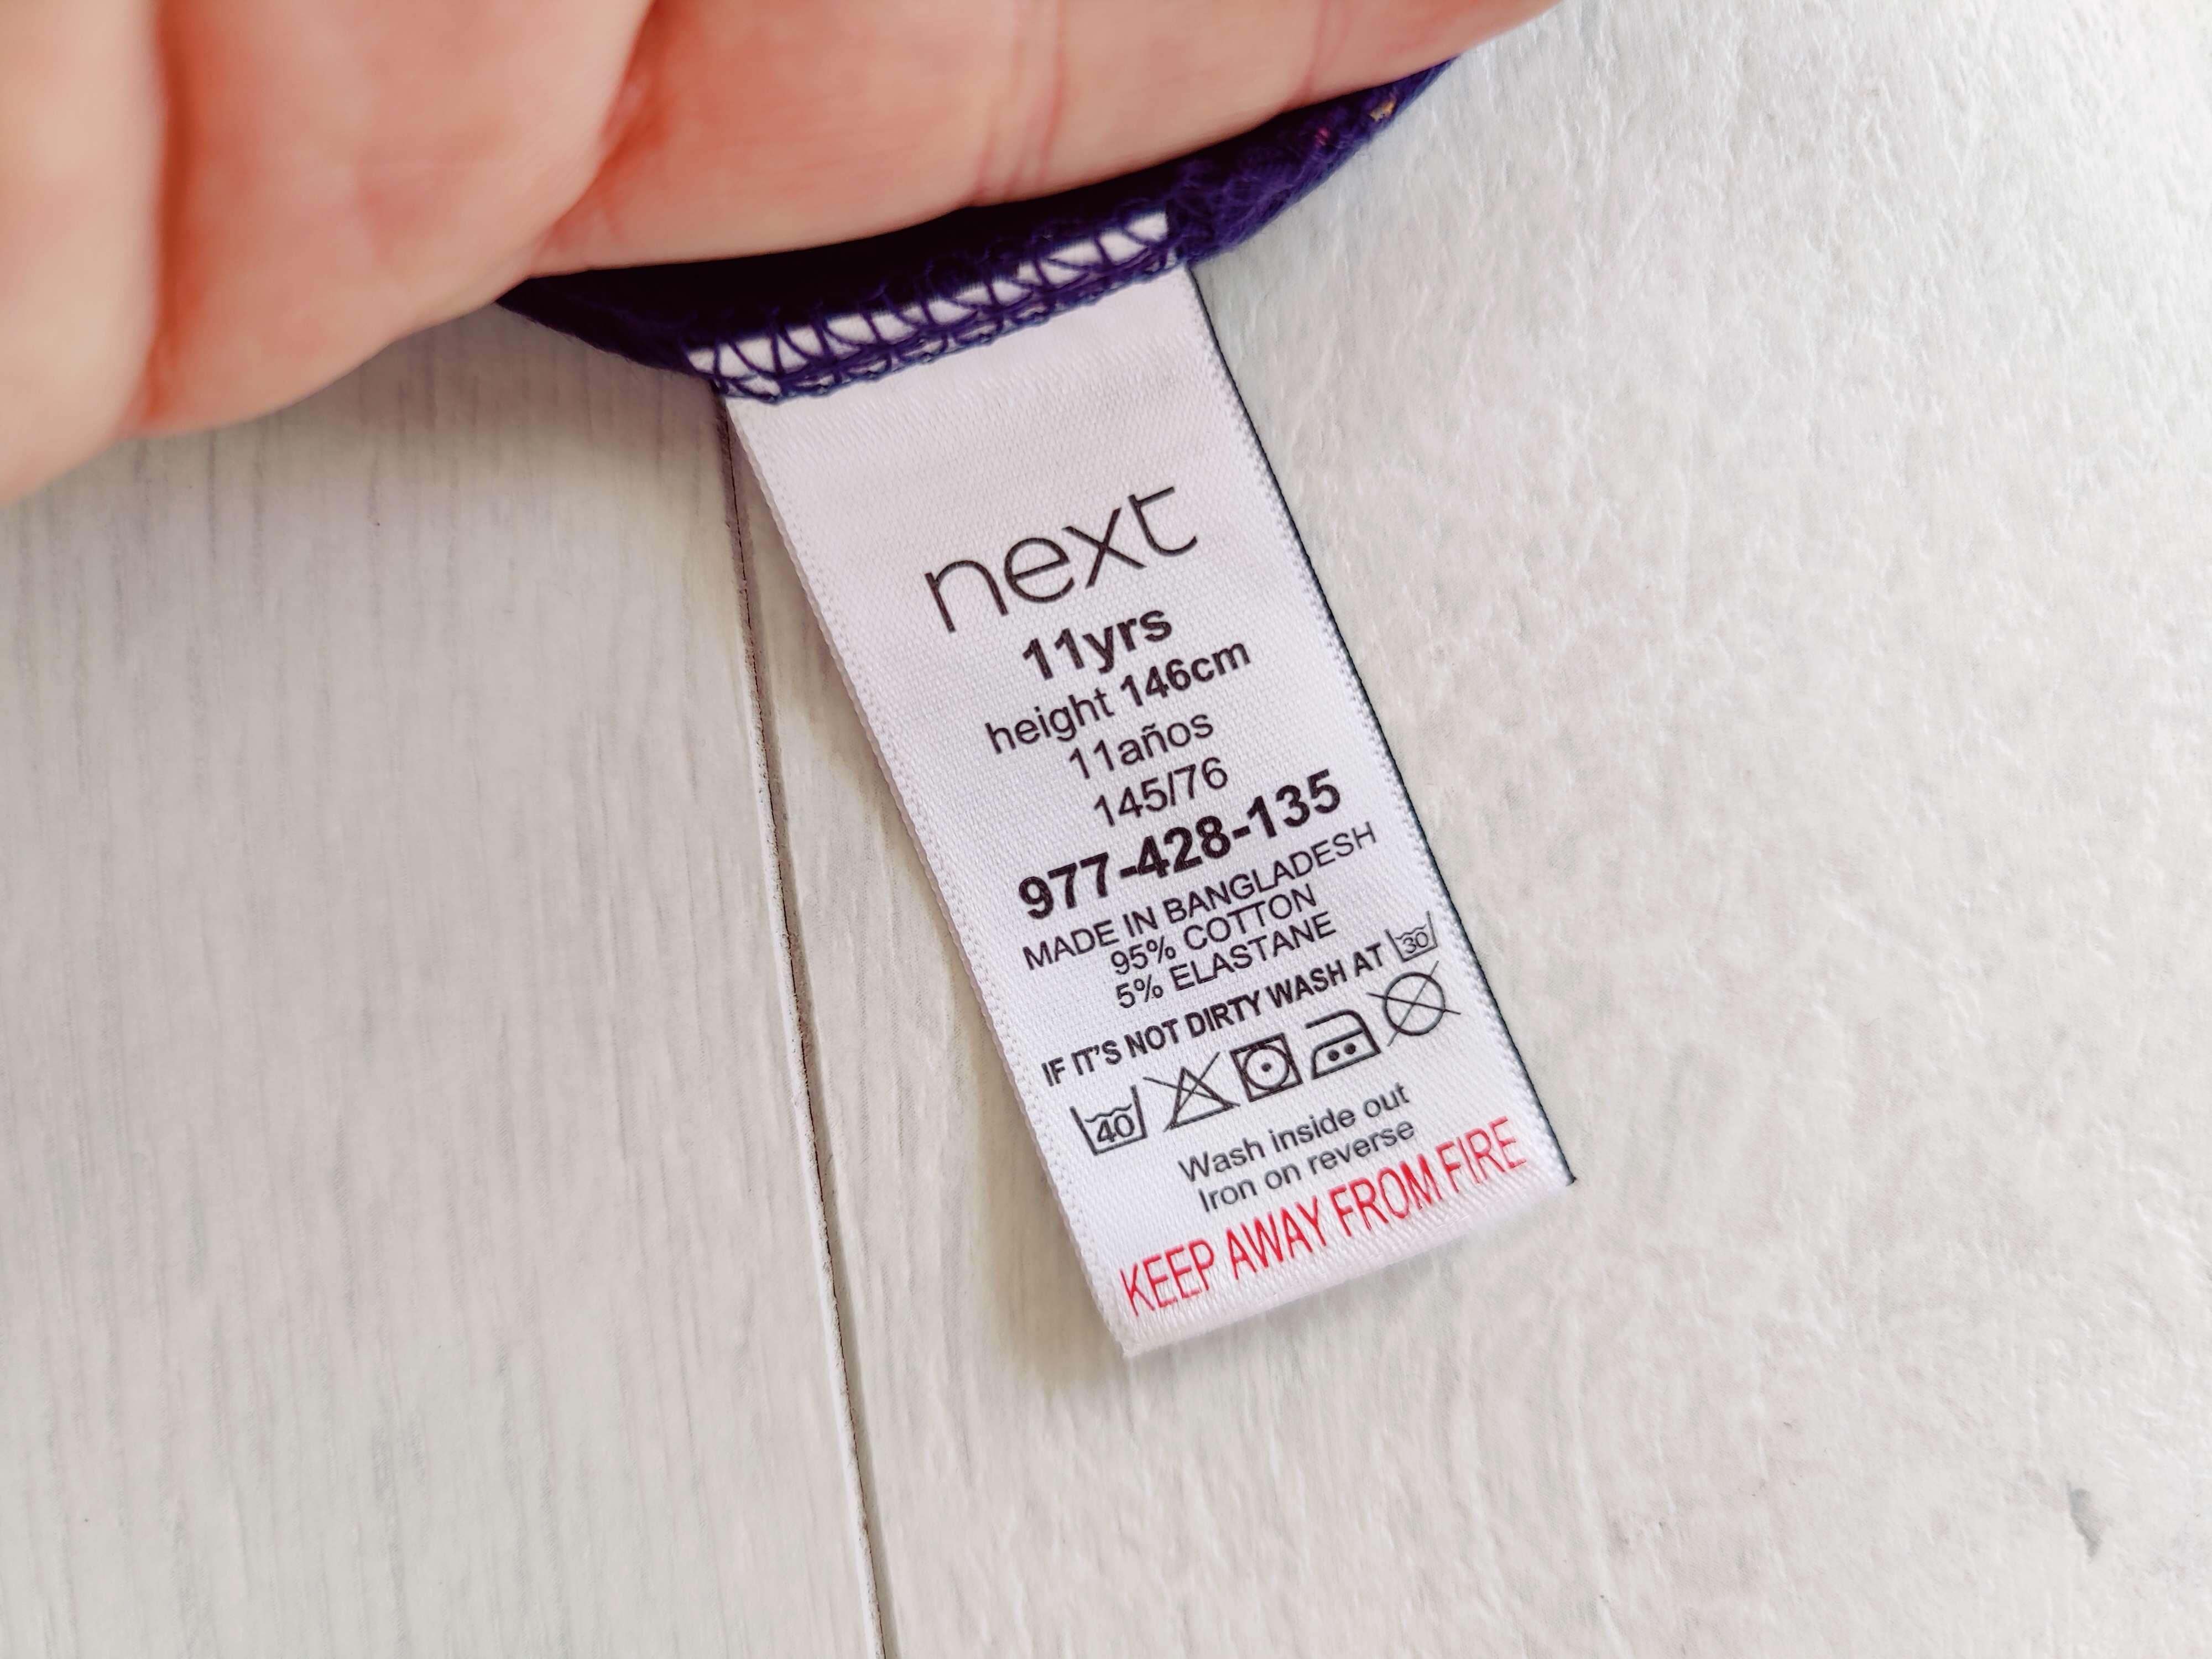 next
11yrs
height 146cm
11años
145/76
977-428-135
MADE IN BANGLADESH
95% COTTON
5% ELASTANE
IF IT'S NOT DIRTY WASH AT 30
40
Wash inside out
Iron on reverse
KEEP AWAY FROM FIRE